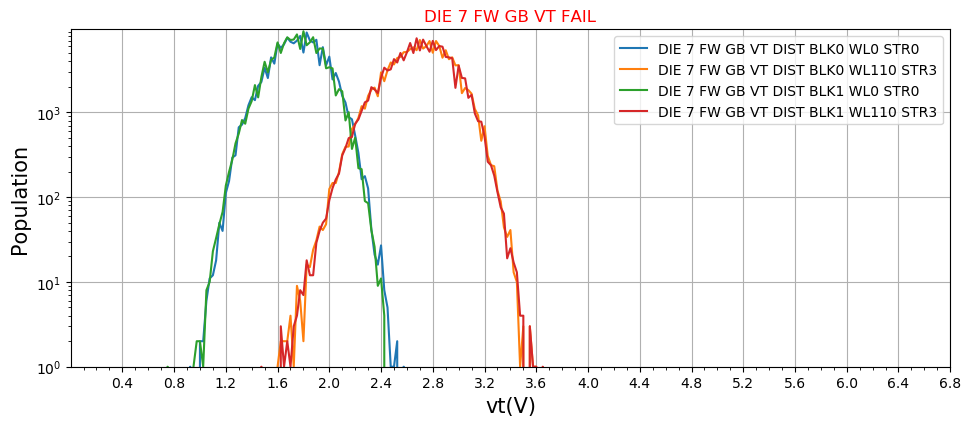 DIE 7 FW GB VT FAIL
DIE 7 FW GB VT DIST BLK0 WL0 STR0
DIE 7 FW GB VT DIST BLK0 WL110 STR3
DIE 7 FW GB VT DIST BLK1 WL0 STR0
DIE 7 FW GB VT DIST BLK1 WL110 STR3
Population
10³
10²
10¹
10⁰
0.4 0.8 1.2 1.6 2.0 2.4 2.8 3.2 3.6 4.0 4.4 4.8 5.2 5.6 6.0 6.4 6.8
vt(V)